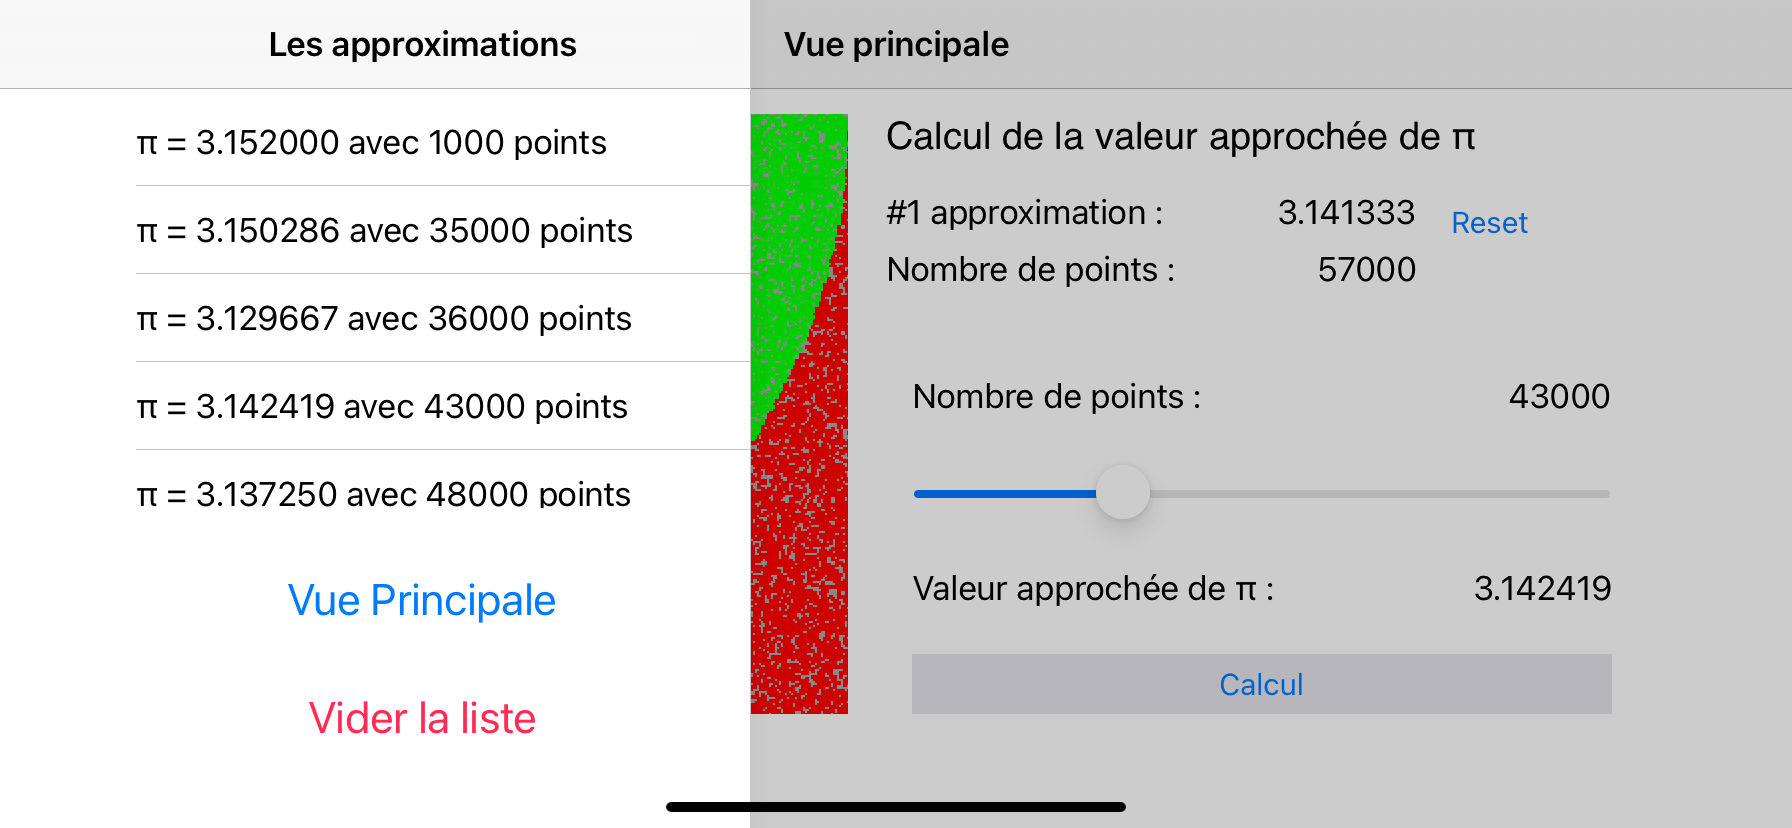 Les approximations
π = 3.152000 avec 1000 points
π = 3.150286 avec 35000 points
π = 3.129667 avec 36000 points
π = 3.142419 avec 43000 points
π = 3.137250 avec 48000 points
Vue Principale
Vider la liste
Vue principale
Calcul de la valeur approchée de π
#1 approximation : 3.141333 Reset
Nombre de points : 57000
Nombre de points : 43000
Valeur approchée de π : 3.142419
Calcul